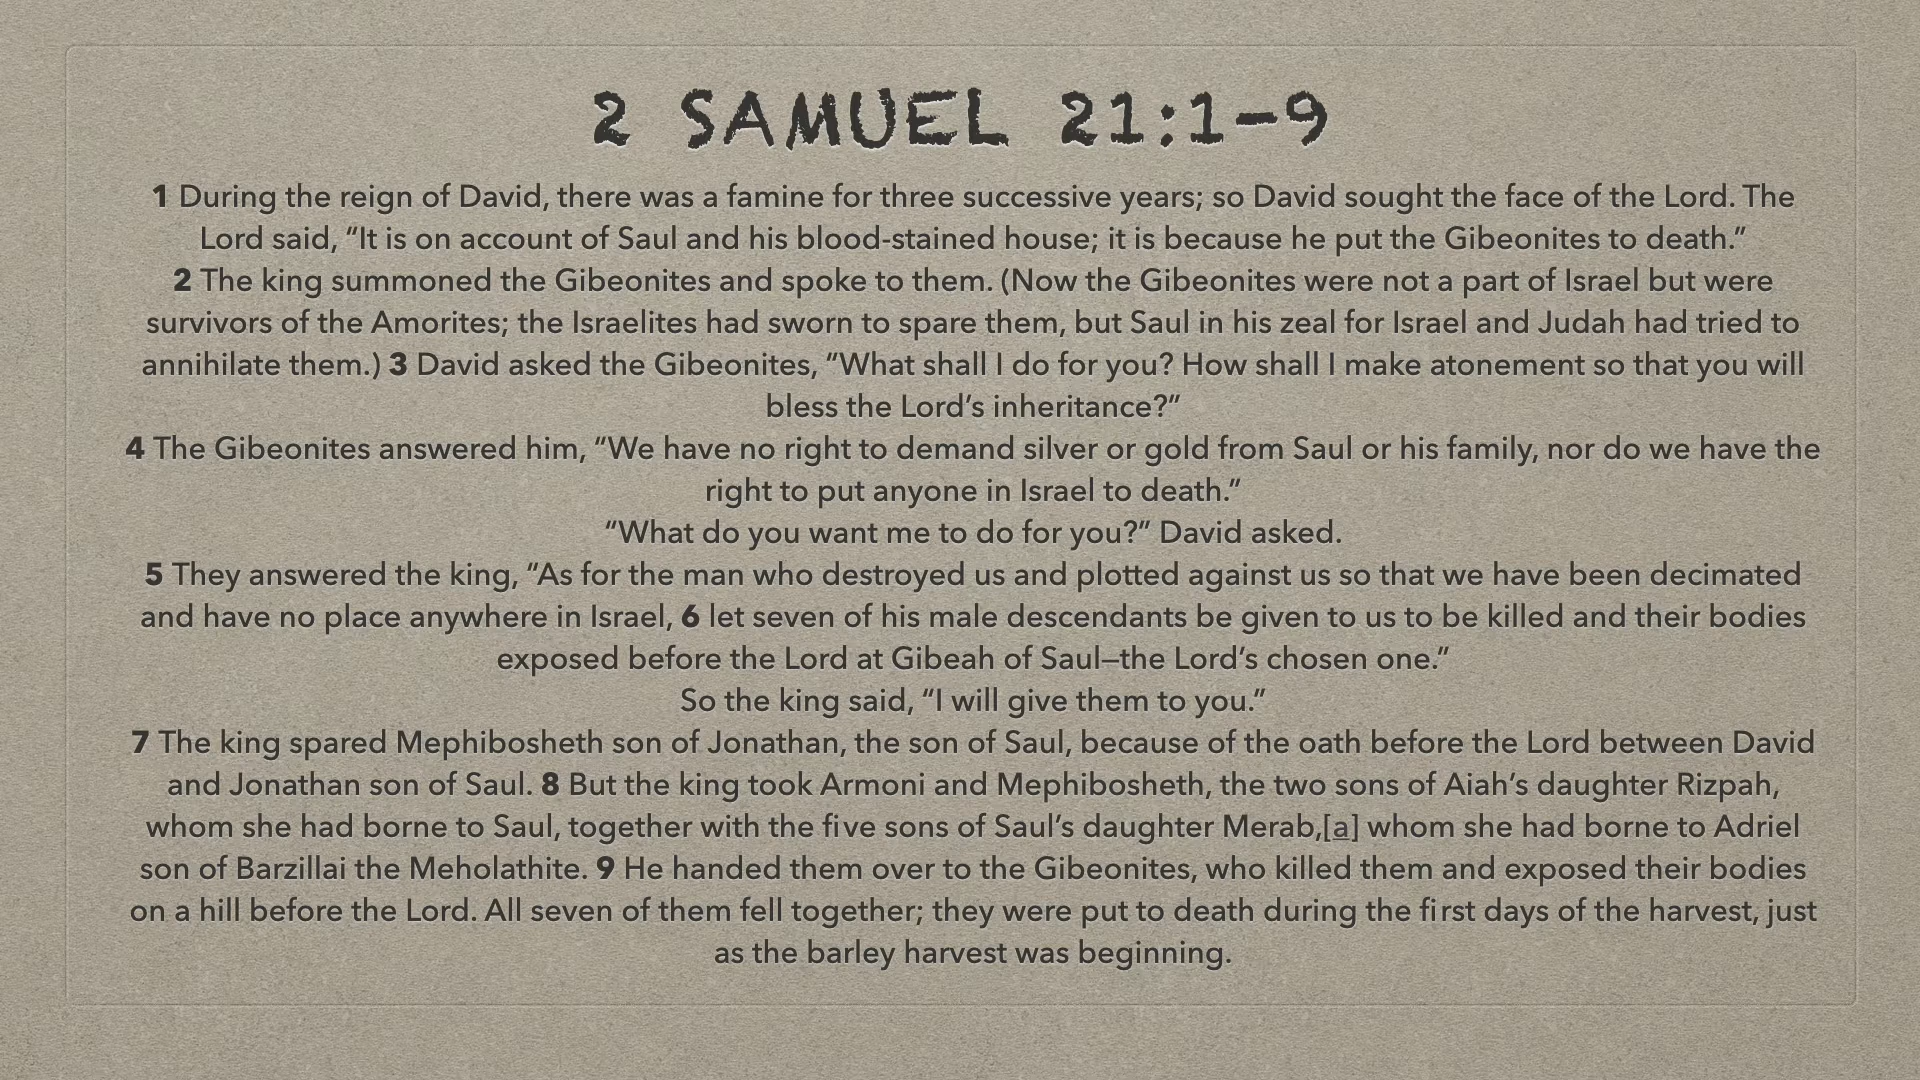 2 SAMUEL 21:1-9
1 During the reign of David, there was a famine for three successive years; so David sought the face of the Lord. The
Lord said, “It is on account of Saul and his blood-stained house; it is because he put the Gibeonites to death.”
2 The king summoned the Gibeonites and spoke to them. (Now the Gibeonites were not a part of Israel but were
survivors of the Amorites; the Israelites had sworn to spare them, but Saul in his zeal for Israel and Judah had tried to
annihilate them.) 3 David asked the Gibeonites, “What shall I do for you? How shall I make atonement so that you will
bless the Lord’s inheritance?”
4 The Gibeonites answered him, “We have no right to demand silver or gold from Saul or his family, nor do we have the
right to put anyone in Israel to death.”
“What do you want me to do for you?” David asked.
5 They answered the king, “As for the man who destroyed us and plotted against us so that we have been decimated
and have no place anywhere in Israel, 6 let seven of his male descendants be given to us to be killed and their bodies
exposed before the Lord at Gibeah of Saul—the Lord’s chosen one.”
So the king said, “I will give them to you.”
7 The king spared Mephibosheth son of Jonathan, the son of Saul, because of the oath before the Lord between David
and Jonathan son of Saul. 8 But the king took Armoni and Mephibosheth, the two sons of Aiah’s daughter Rizpah,
whom she had borne to Saul, together with the five sons of Saul’s daughter Merab,[a] whom she had borne to Adriel
son of Barzillai the Meholathite. 9 He handed them over to the Gibeonites, who killed them and exposed their bodies
on a hill before the Lord. All seven of them fell together; they were put to death during the first days of the harvest, just
as the barley harvest was beginning.